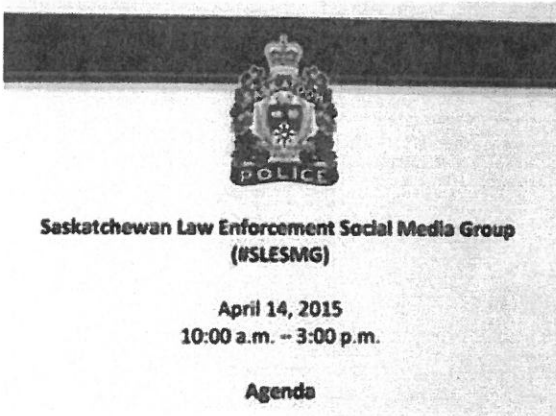 POLICE
Saskatchewan Law Enforcement Social Media Group
(#SLESMG)
April 14, 2015
10:00 a.m. – 3:00 p.m.
Agenda